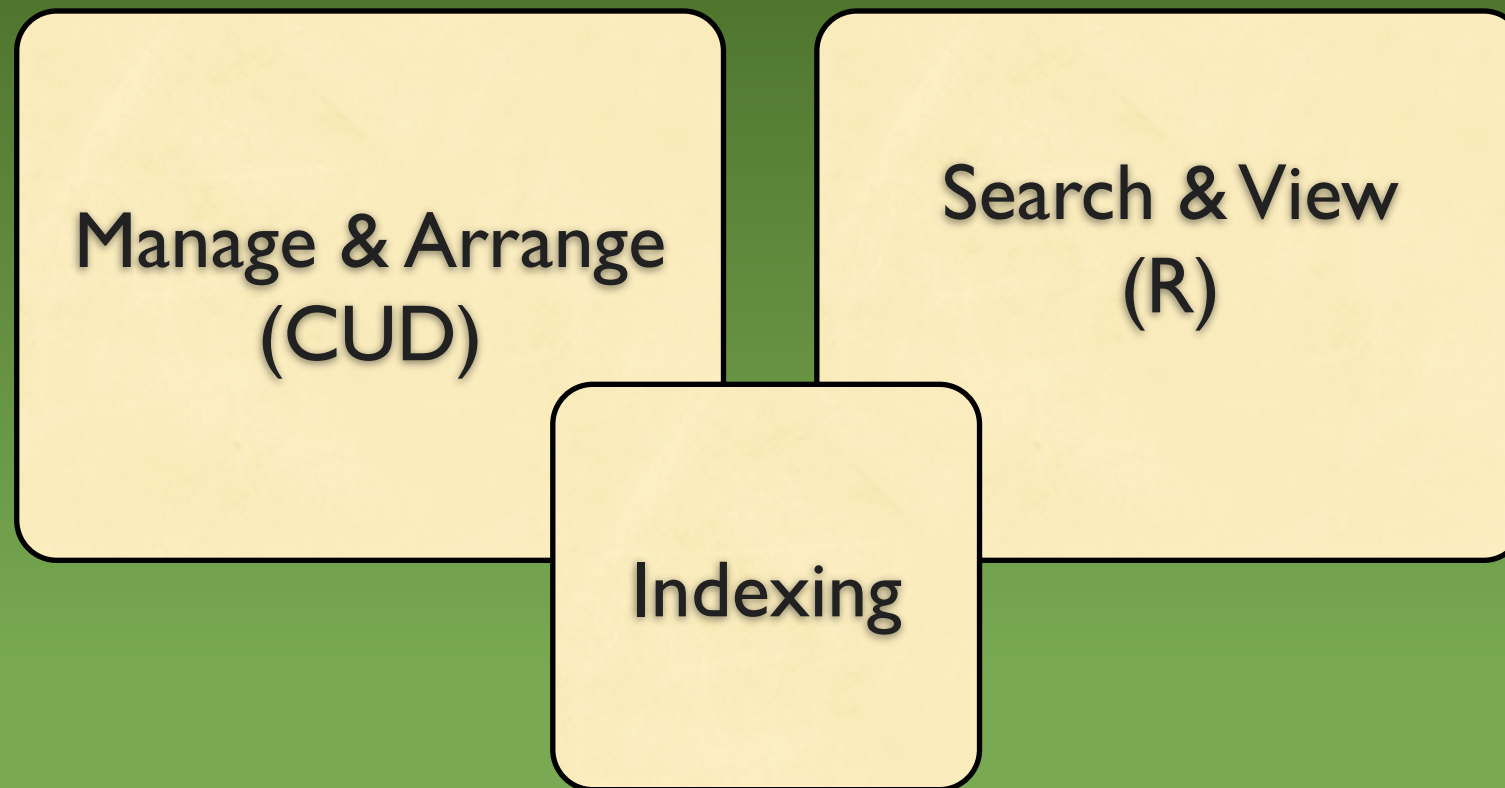 Manage & Arrange
(CUD)
Search & View
(R)
Indexing